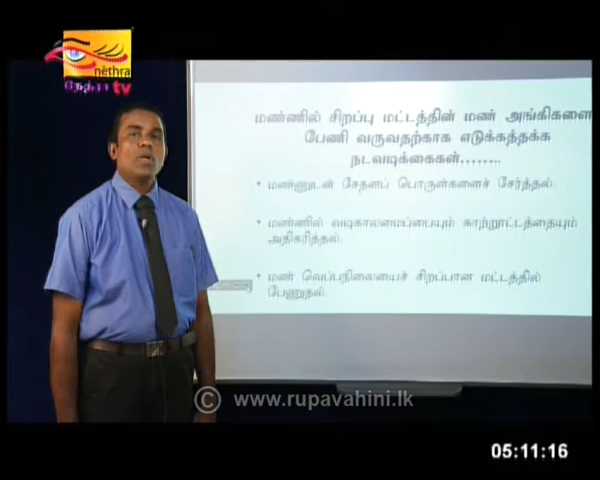 nethra
நேத்ரா tv
மண்ணில் சிறப்பு மட்டத்தின் மண் அங்கிகளை
பேணி வருவதற்காக எடுக்கத்தக்க
நடவடிக்கைகள்........
• மண்ணுடன் சேதனப் பொருள்களைச் சேர்த்தல்.
• மண்ணில் வடிகாலமைப்பையும் காற்றூட்டத்தையும்
அதிகரித்தல்.
• மண் வெப்பநிலையைச் சிறப்பான மட்டத்தில்
பேணுதல்.
© www.rupavahini.lk
05:11:16